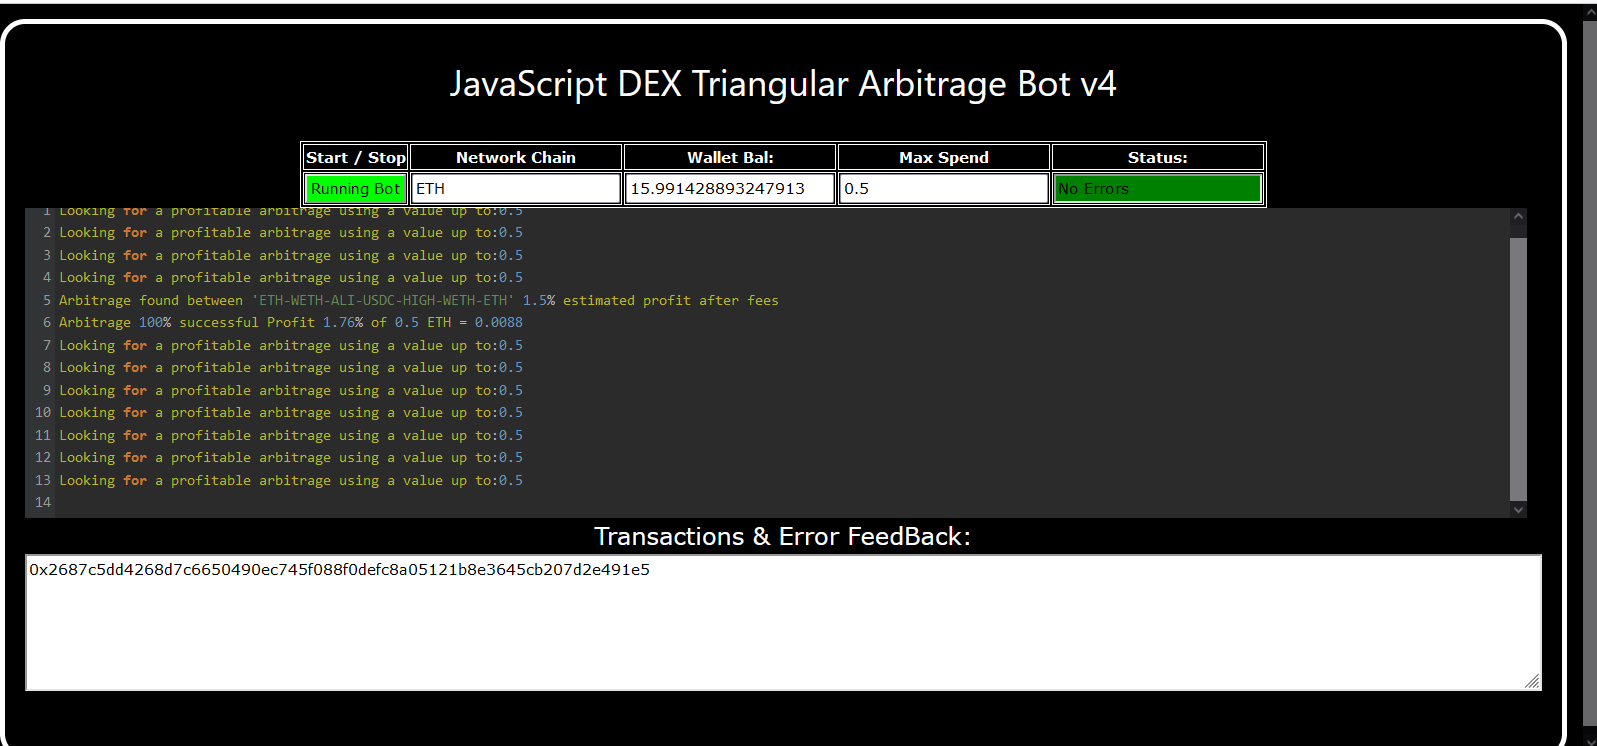 JavaScript DEX Triangular Arbitrage Bot v4
Start / Stop Network Chain Wallet Bal: Max Spend Status:
Running Bot ETH 15.991428893247913 0.5 No Errors
1 Looking for a profitable arbitrage using a value up to:0.5
2 Looking for a profitable arbitrage using a value up to:0.5
3 Looking for a profitable arbitrage using a value up to:0.5
4 Looking for a profitable arbitrage using a value up to:0.5
5 Arbitrage found between 'ETH-WETH-ALI-USDC-HIGH-WETH-ETH' 1.5% estimated profit after fees
6 Arbitrage 100% successful Profit 1.76% of 0.5 ETH = 0.0088
7 Looking for a profitable arbitrage using a value up to:0.5
8 Looking for a profitable arbitrage using a value up to:0.5
9 Looking for a profitable arbitrage using a value up to:0.5
10 Looking for a profitable arbitrage using a value up to:0.5
11 Looking for a profitable arbitrage using a value up to:0.5
12 Looking for a profitable arbitrage using a value up to:0.5
13 Looking for a profitable arbitrage using a value up to:0.5
14
Transactions & Error FeedBack:
0x2687c5dd4268d7c6650490ec745f088f0defc8a05121b8e3645cb207d2e491e5